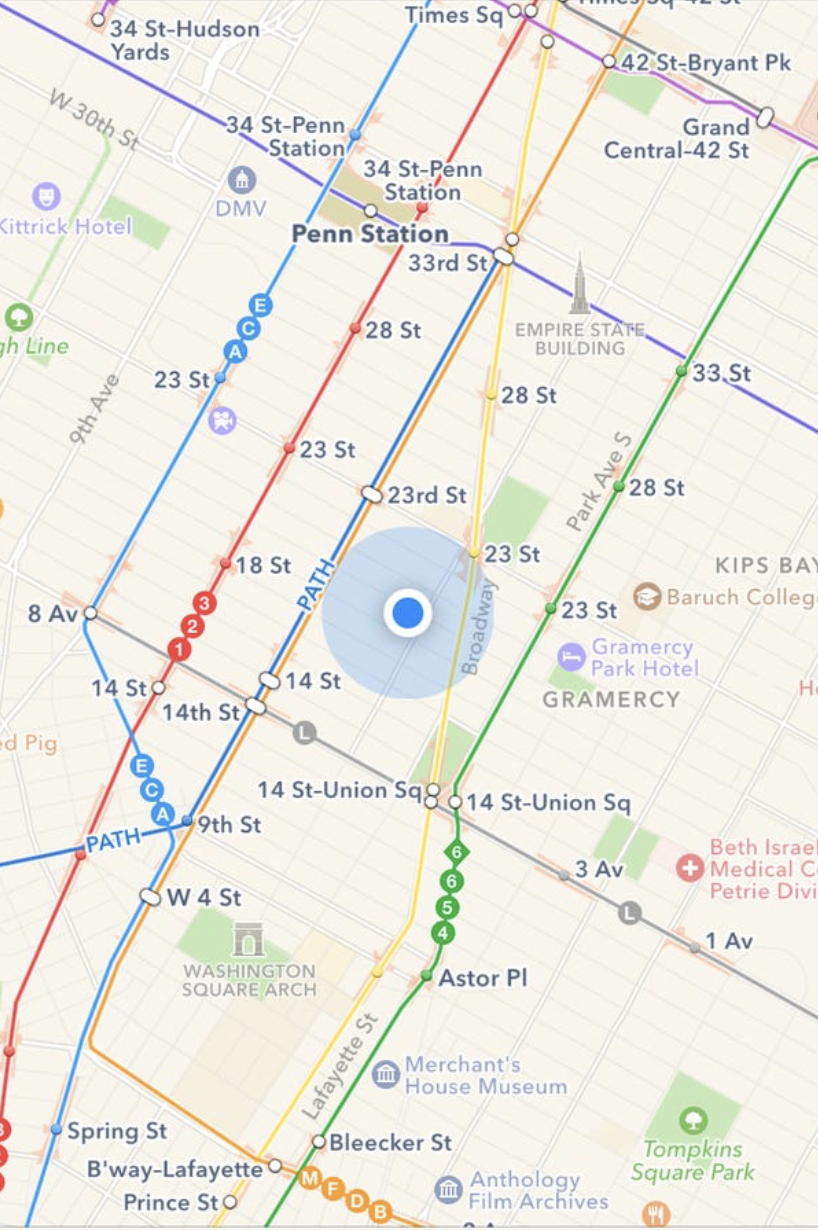 Times Sq
34 St-Hudson
Yards
42 St-Bryant Pk
W 30th St
Grand
Central-42 St
34 St-Penn
Station
34 St-Penn
Station
DMV
Kittrick Hotel
Penn Station
33rd St
EMPIRE STATE
BUILDING
E
C
A
28 St
gh Line
23 St
33 St
9th Ave
28 St
Park Ave S
23 St
28 St
23rd St
23 St
KIPS BAY
18 St
PATH
Baruch College
8 Av
3
2
1
23 St
Broadway
Gramercy
Park Hotel
GRAMERCY
14 St
14 St
14th St
L
ed Pig
E
C
A
14 St-Union Sq
14 St-Union Sq
PATH
9th St
6
6
5
4
3 Av
Beth Israel
Medical C
Petrie Divi
L
W 4 St
1 Av
WASHINGTON
SQUARE ARCH
Astor Pl
Lafayette St
Merchant's
House Museum
Spring St
Bleecker St
Tompkins
Square Park
B'way-Lafayette
M
F
D
B
Anthology
Film Archives
Prince St